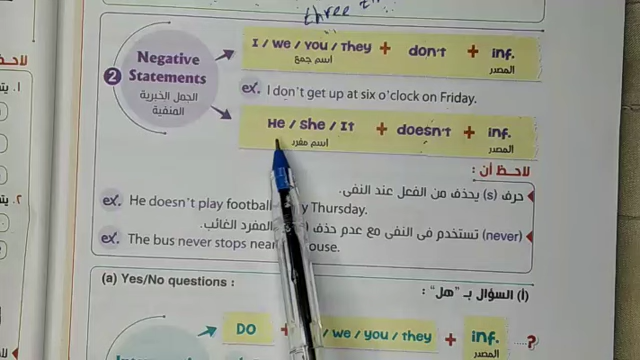 three
I / we / you / They + don't + inf.
اسم جمع
المصدر
2 Negative Statements
الجمل الخبرية المنفية
ex. I don't get up at six o'clock on Friday.
He / She / It + doesn't + inf.
اسم مفرد
المصدر
لاحظ أن :
حرف (s) يحذف من الفعل عند النفى.
ex. He doesn't play football Thursday.
(never) تستخدم فى النفى مع عدم حذف المفرد الغائب.
ex. The bus never stops near
(a) Yes/No questions :
(أ) السؤال بـ "هل" :
DO + we / you / they + inf. ...?
المصدر